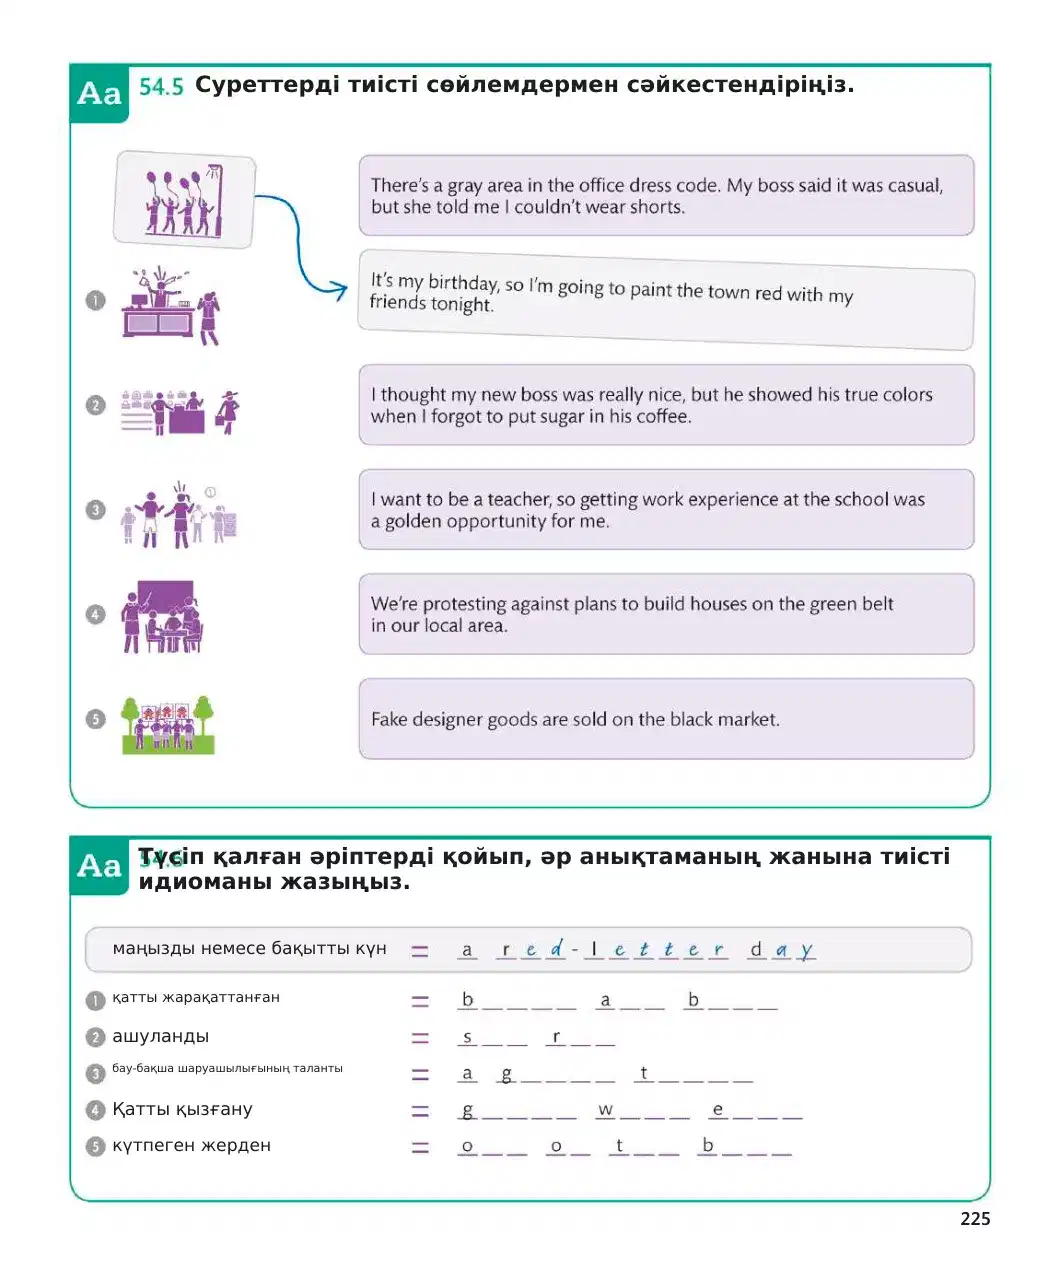 Aa 54.5 Суреттерді тиісті сөйлемдермен сәйкестендіріңіз.
There's a gray area in the office dress code. My boss said it was casual,
but she told me I couldn't wear shorts.
It's my birthday, so I'm going to paint the town red with my
friends tonight.
1
I thought my new boss was really nice, but he showed his true colors
when I forgot to put sugar in his coffee.
2
I want to be a teacher, so getting work experience at the school was
a golden opportunity for me.
3
We're protesting against plans to build houses on the green belt
in our local area.
4
Fake designer goods are sold on the black market.
5
Aa 54.6 Түсіп қалған әріптерді қойып, әр анықтаманың жанына тиісті
идиоманы жазыңыз.
маңызды немесе бақытты күн = a red-letter day
1 қатты жарақаттанған = b _ _ _ _ a _ _ b _ _ _
2 ашуланды = s _ _ r _ _
3 бау-бақша шаруашылығының таланты = a g _ _ _ _ t _ _ _ _
4 Қатты қызғану = g _ _ _ _ w _ _ _ e _ _ _
5 күтпеген жерден = o _ _ o _ t _ _ b _ _ _
225